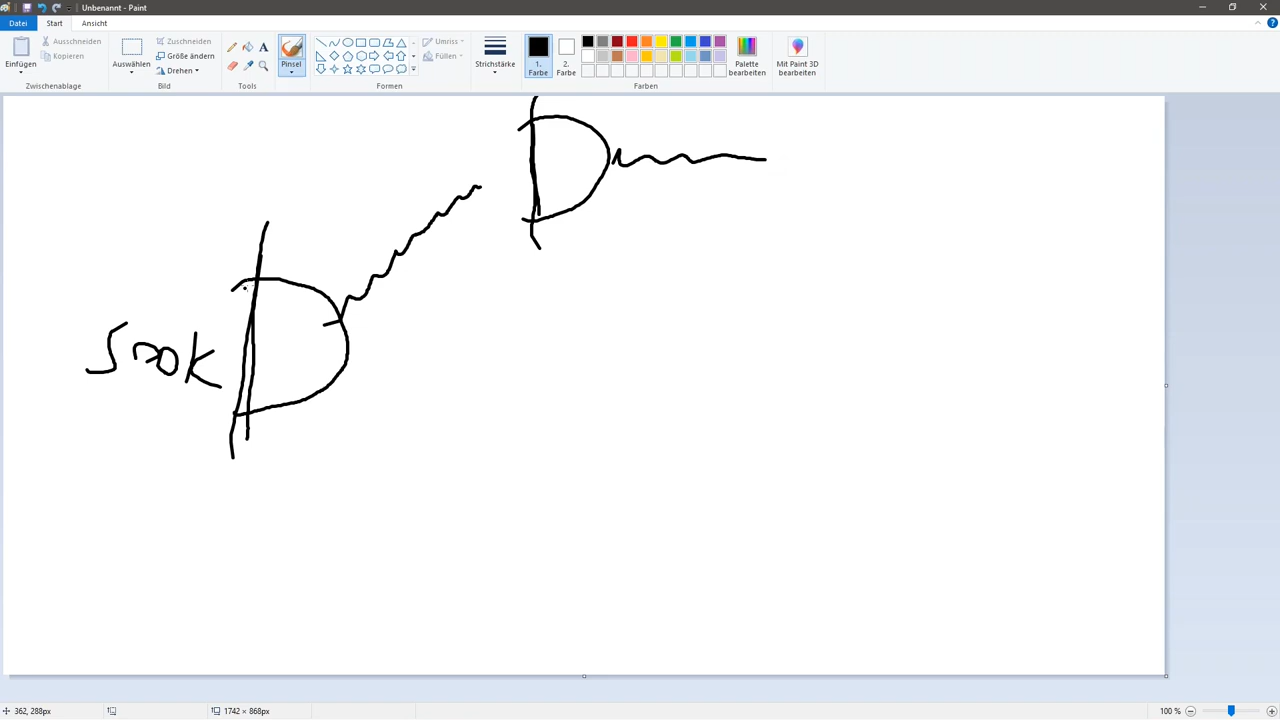 Unbenannt - Paint
Datei Start Ansicht
Einfügen
Ausschneiden
Kopieren
Zwischenablage
Auswählen
Zuschneiden
Größe ändern
Drehen
Bild
A
Tools
Pinsel
Umriss
Füllen
Formen
Strichstärke
1. Farbe
2. Farbe
Palette bearbeiten
Mit Paint 3D bearbeiten
Farben
D
500K D
362, 288px
1742 × 868px
100 %